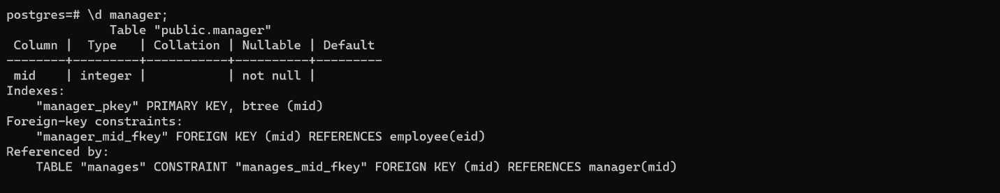 postgres=# \d manager;
              Table "public.manager"
 Column |  Type   | Collation | Nullable | Default
--------+---------+-----------+----------+---------
 mid    | integer |           | not null |
Indexes:
    "manager_pkey" PRIMARY KEY, btree (mid)
Foreign-key constraints:
    "manager_mid_fkey" FOREIGN KEY (mid) REFERENCES employee(eid)
Referenced by:
    TABLE "manages" CONSTRAINT "manages_mid_fkey" FOREIGN KEY (mid) REFERENCES manager(mid)